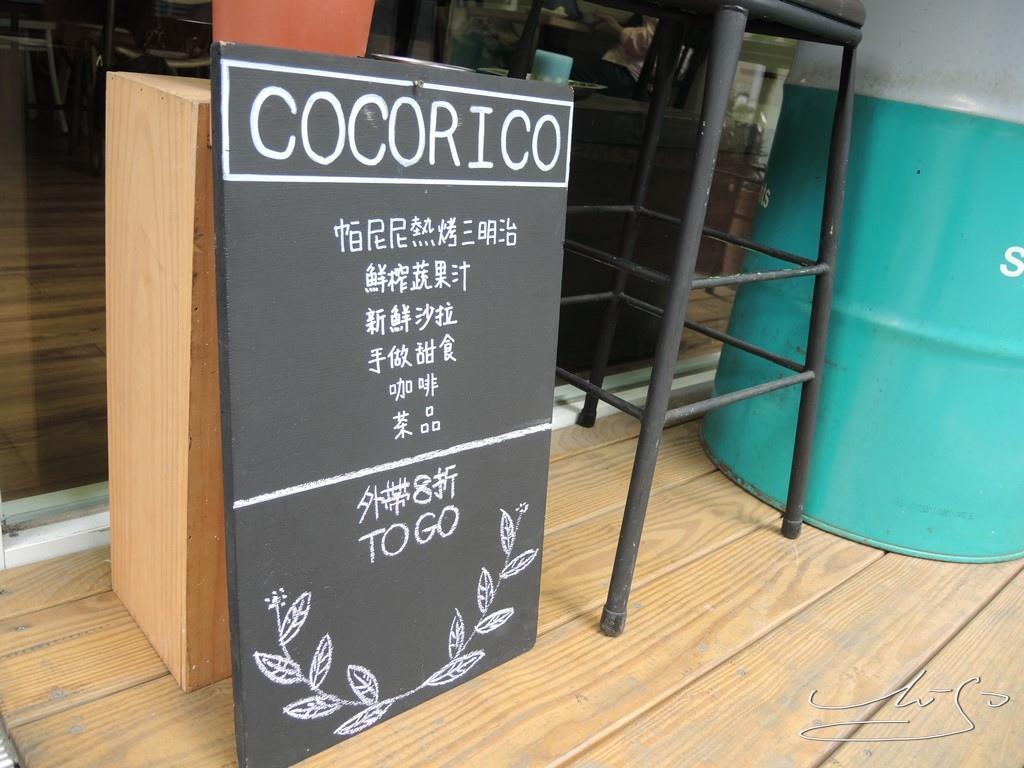 COCORICO
帕尼尼熱烤三明治
鮮榨蔬果汁
新鮮沙拉
手做甜食
咖啡
茶品
外帶8折
TO GO
S